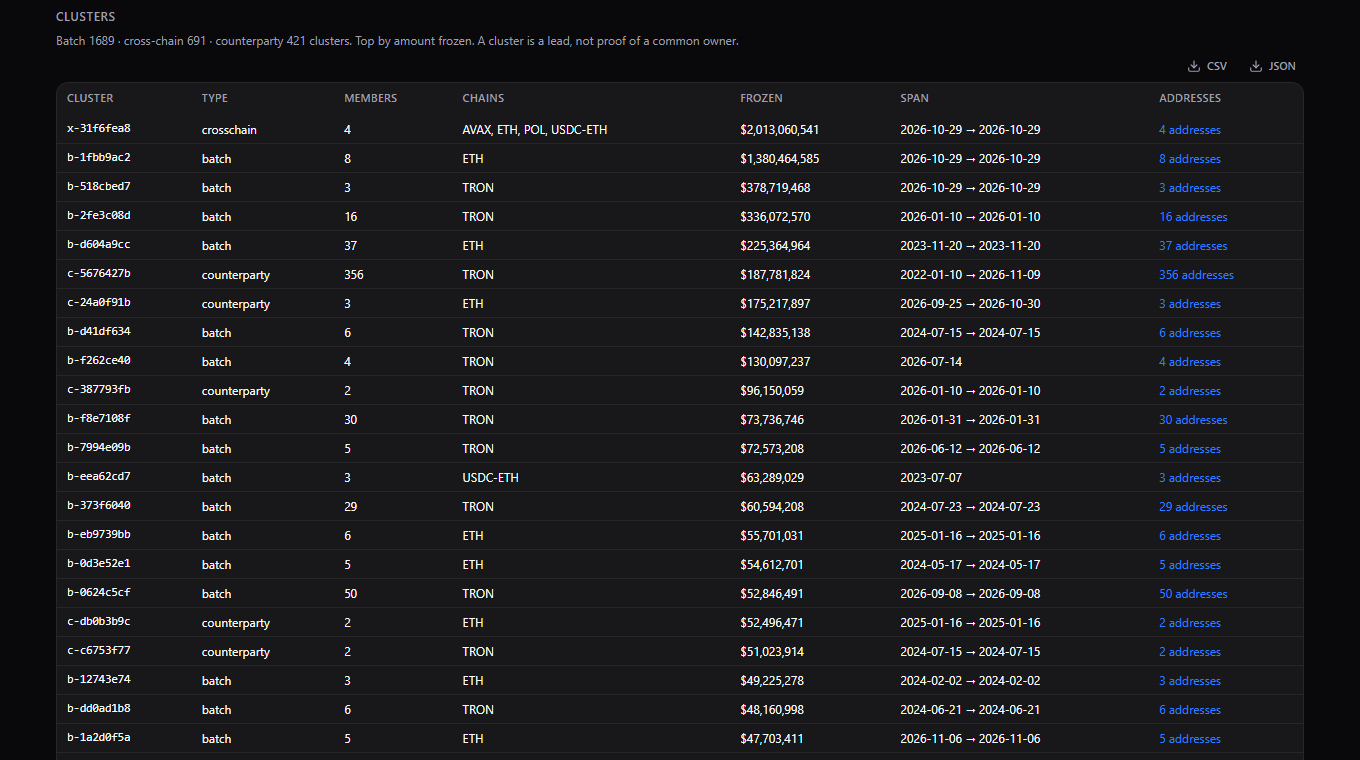 CLUSTERS
Batch 1689 · cross-chain 691 · counterparty 421 clusters. Top by amount frozen. A cluster is a lead, not proof of a common owner.
CSV JSON
CLUSTER TYPE MEMBERS CHAINS FROZEN SPAN ADDRESSES
x-31f6fea8 crosschain 4 AVAX, ETH, POL, USDC-ETH $2,013,060,541 2026-10-29 → 2026-10-29 4 addresses
b-1fbb9ac2 batch 8 ETH $1,380,464,585 2026-10-29 → 2026-10-29 8 addresses
b-518cbed7 batch 3 TRON $378,719,468 2026-10-29 → 2026-10-29 3 addresses
b-2fe3c08d batch 16 TRON $336,072,570 2026-01-10 → 2026-01-10 16 addresses
b-d604a9cc batch 37 ETH $225,364,964 2023-11-20 → 2023-11-20 37 addresses
c-5676427b counterparty 356 TRON $187,781,824 2022-01-10 → 2026-11-09 356 addresses
c-24a0f91b counterparty 3 ETH $175,217,897 2026-09-25 → 2026-10-30 3 addresses
b-d41df634 batch 6 TRON $142,835,138 2024-07-15 → 2024-07-15 6 addresses
b-f262ce40 batch 4 TRON $130,097,237 2026-07-14 4 addresses
c-387793fb counterparty 2 TRON $96,150,059 2026-01-10 → 2026-01-10 2 addresses
b-f8e7108f batch 30 TRON $73,736,746 2026-01-31 → 2026-01-31 30 addresses
b-7994e09b batch 5 TRON $72,573,208 2026-06-12 → 2026-06-12 5 addresses
b-eea62cd7 batch 3 USDC-ETH $63,289,029 2023-07-07 3 addresses
b-373f6040 batch 29 TRON $60,594,208 2024-07-23 → 2024-07-23 29 addresses
b-eb9739bb batch 6 ETH $55,701,031 2025-01-16 → 2025-01-16 6 addresses
b-0d3e52e1 batch 5 ETH $54,612,701 2024-05-17 → 2024-05-17 5 addresses
b-0624c5cf batch 50 TRON $52,846,491 2026-09-08 → 2026-09-08 50 addresses
c-db0b3b9c counterparty 2 ETH $52,496,471 2025-01-16 → 2025-01-16 2 addresses
c-c6753f77 counterparty 2 TRON $51,023,914 2024-07-15 → 2024-07-15 2 addresses
b-12743e74 batch 3 ETH $49,225,278 2024-02-02 → 2024-02-02 3 addresses
b-dd0ad1b8 batch 6 TRON $48,160,998 2024-06-21 → 2024-06-21 6 addresses
b-1a2d0f5a batch 5 ETH $47,703,411 2026-11-06 → 2026-11-06 5 addresses